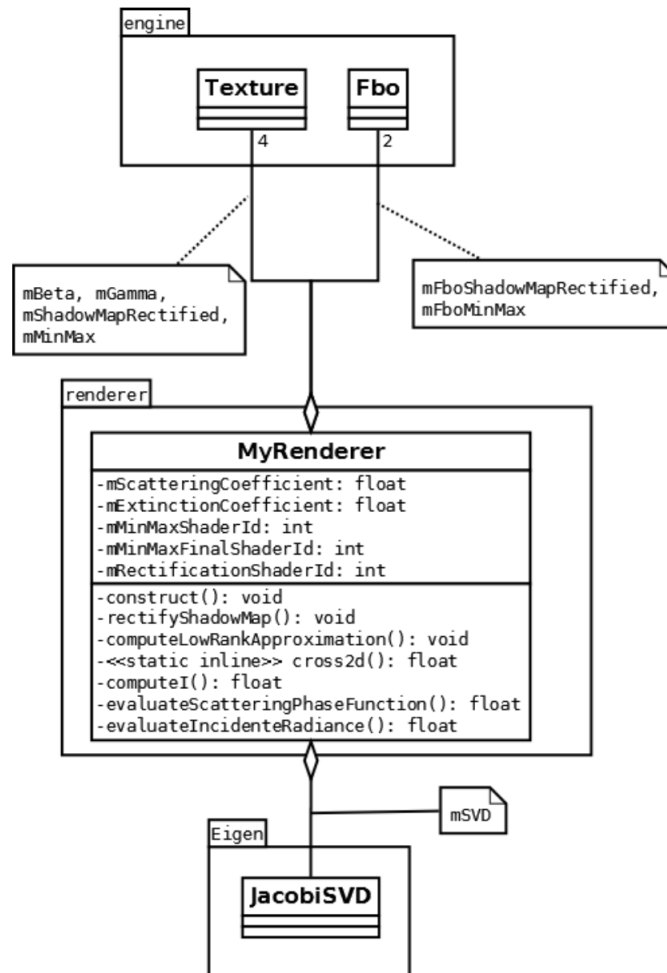 engine
Texture
Fbo
4
2
mBeta, mGamma,
mShadowMapRectified,
mMinMax
mFboShadowMapRectified,
mFboMinMax
renderer
MyRenderer
-mScatteringCoefficient: float
-mExtinctionCoefficient: float
-mMinMaxShaderId: int
-mMinMaxFinalShaderId: int
-mRectificationShaderId: int
-construct(): void
-rectifyShadowMap(): void
-computeLowRankApproximation(): void
-<<static inline>> cross2d(): float
-computeI(): float
-evaluateScatteringPhaseFunction(): float
-evaluateIncidenteRadiance(): float
mSVD
Eigen
JacobiSVD